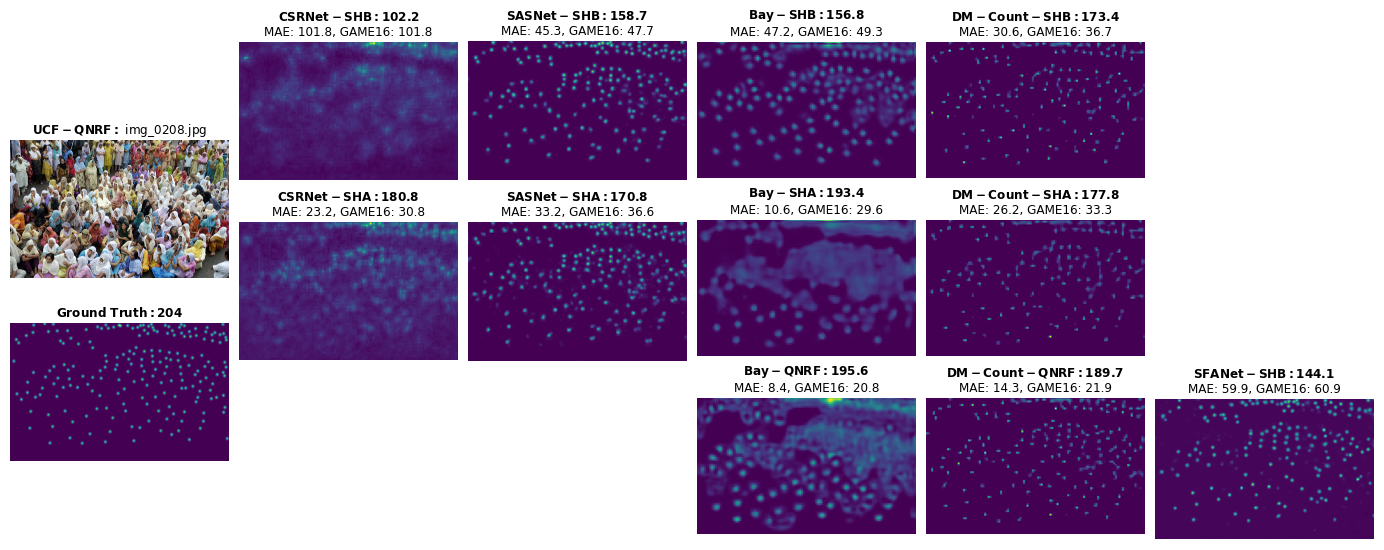 CSRNet − SHB : 102.2
MAE: 101.8, GAME16: 101.8
SASNet − SHB : 158.7
MAE: 45.3, GAME16: 47.7
Bay − SHB : 156.8
MAE: 47.2, GAME16: 49.3
DM − Count − SHB : 173.4
MAE: 30.6, GAME16: 36.7
UCF − QNRF : img_0208.jpg
CSRNet − SHA : 180.8
MAE: 23.2, GAME16: 30.8
SASNet − SHA : 170.8
MAE: 33.2, GAME16: 36.6
Bay − SHA : 193.4
MAE: 10.6, GAME16: 29.6
DM − Count − SHA : 177.8
MAE: 26.2, GAME16: 33.3
Ground Truth : 204
Bay − QNRF : 195.6
MAE: 8.4, GAME16: 20.8
DM − Count − QNRF : 189.7
MAE: 14.3, GAME16: 21.9
SFANet − SHB : 144.1
MAE: 59.9, GAME16: 60.9